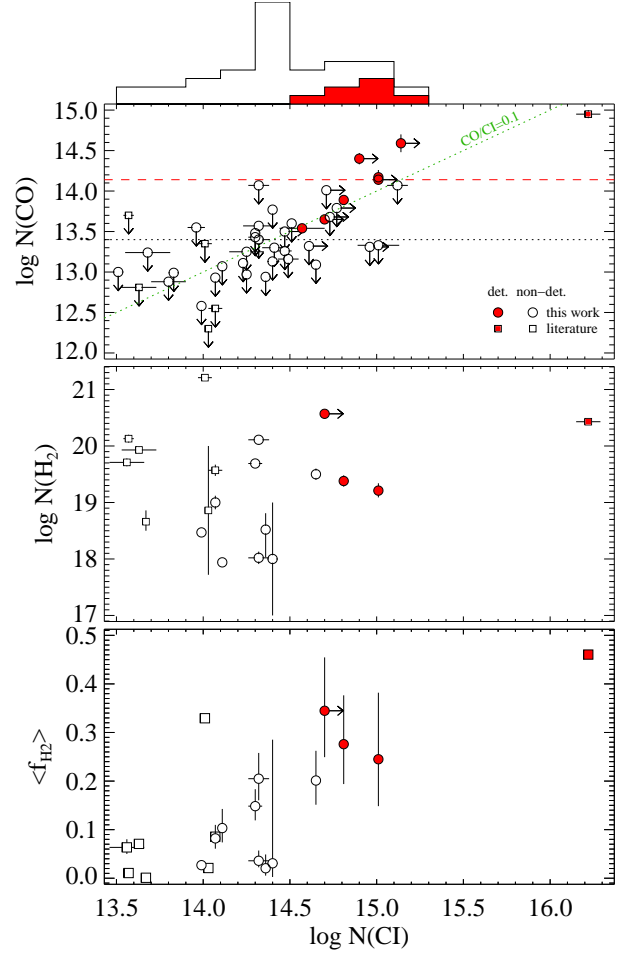 15.0
14.5
14.0
13.5
13.0
12.5
12.0
log N(CO)
CO/CI=0.1
det. non-det.
this work
literature
21
20
19
18
17
log N(H2)
0.5
0.4
0.3
0.2
0.1
0.0
<fH2>
13.5 14.0 14.5 15.0 15.5 16.0
log N(CI)